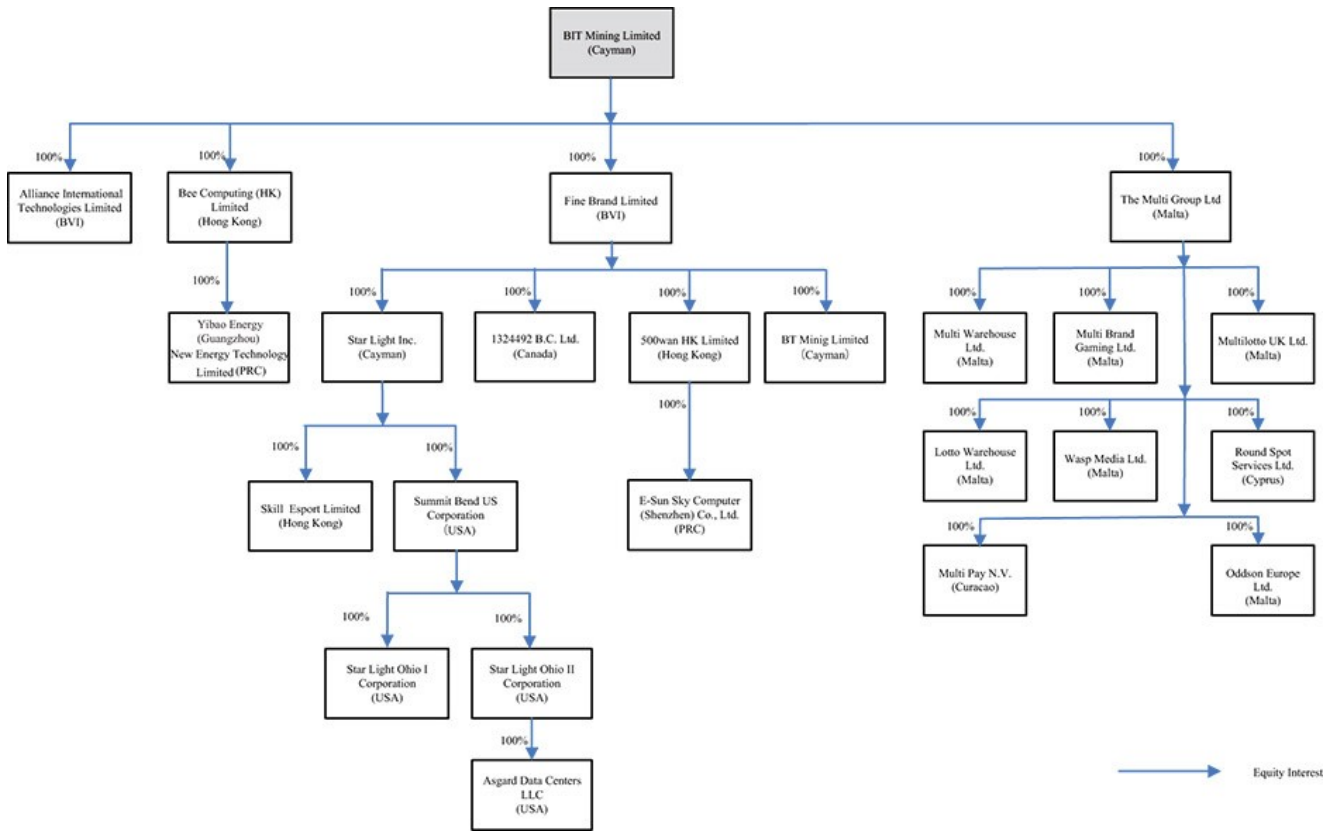 BIT Mining Limited
(Cayman)
100%
100%
100%
100%
Alliance International
Technologies Limited
(BVI)
Bee Computing (HK)
Limited
(Hong Kong)
Fine Brand Limited
(BVI)
The Multi Group Ltd
(Malta)
100%
100%
100%
100%
100%
100%
100%
100%
Yibao Energy
(Guangzhou)
New Energy Technology
Limited (PRC)
Star Light Inc.
(Cayman)
1324492 B.C. Ltd.
(Canada)
500wan HK Limited
(Hong Kong)
BT Minig Limited
(Cayman)
Multi Warehouse
Ltd.
(Malta)
Multi Brand
Gaming Ltd.
(Malta)
Multilotto UK Ltd.
(Malta)
100%
100%
100%
100%
100%
100%
Skill Esport Limited
(Hong Kong)
Summit Bend US
Corporation
(USA)
E-Sun Sky Computer
(Shenzhen) Co., Ltd.
(PRC)
Lotto Warehouse
Ltd.
(Malta)
Wasp Media Ltd.
(Malta)
Round Spot
Services Ltd.
(Cyprus)
100%
100%
Multi Pay N.V.
(Curacao)
Oddson Europe
Ltd.
(Malta)
100%
100%
Star Light Ohio I
Corporation
(USA)
Star Light Ohio II
Corporation
(USA)
100%
Asgard Data Centers
LLC
(USA)
Equity Interest